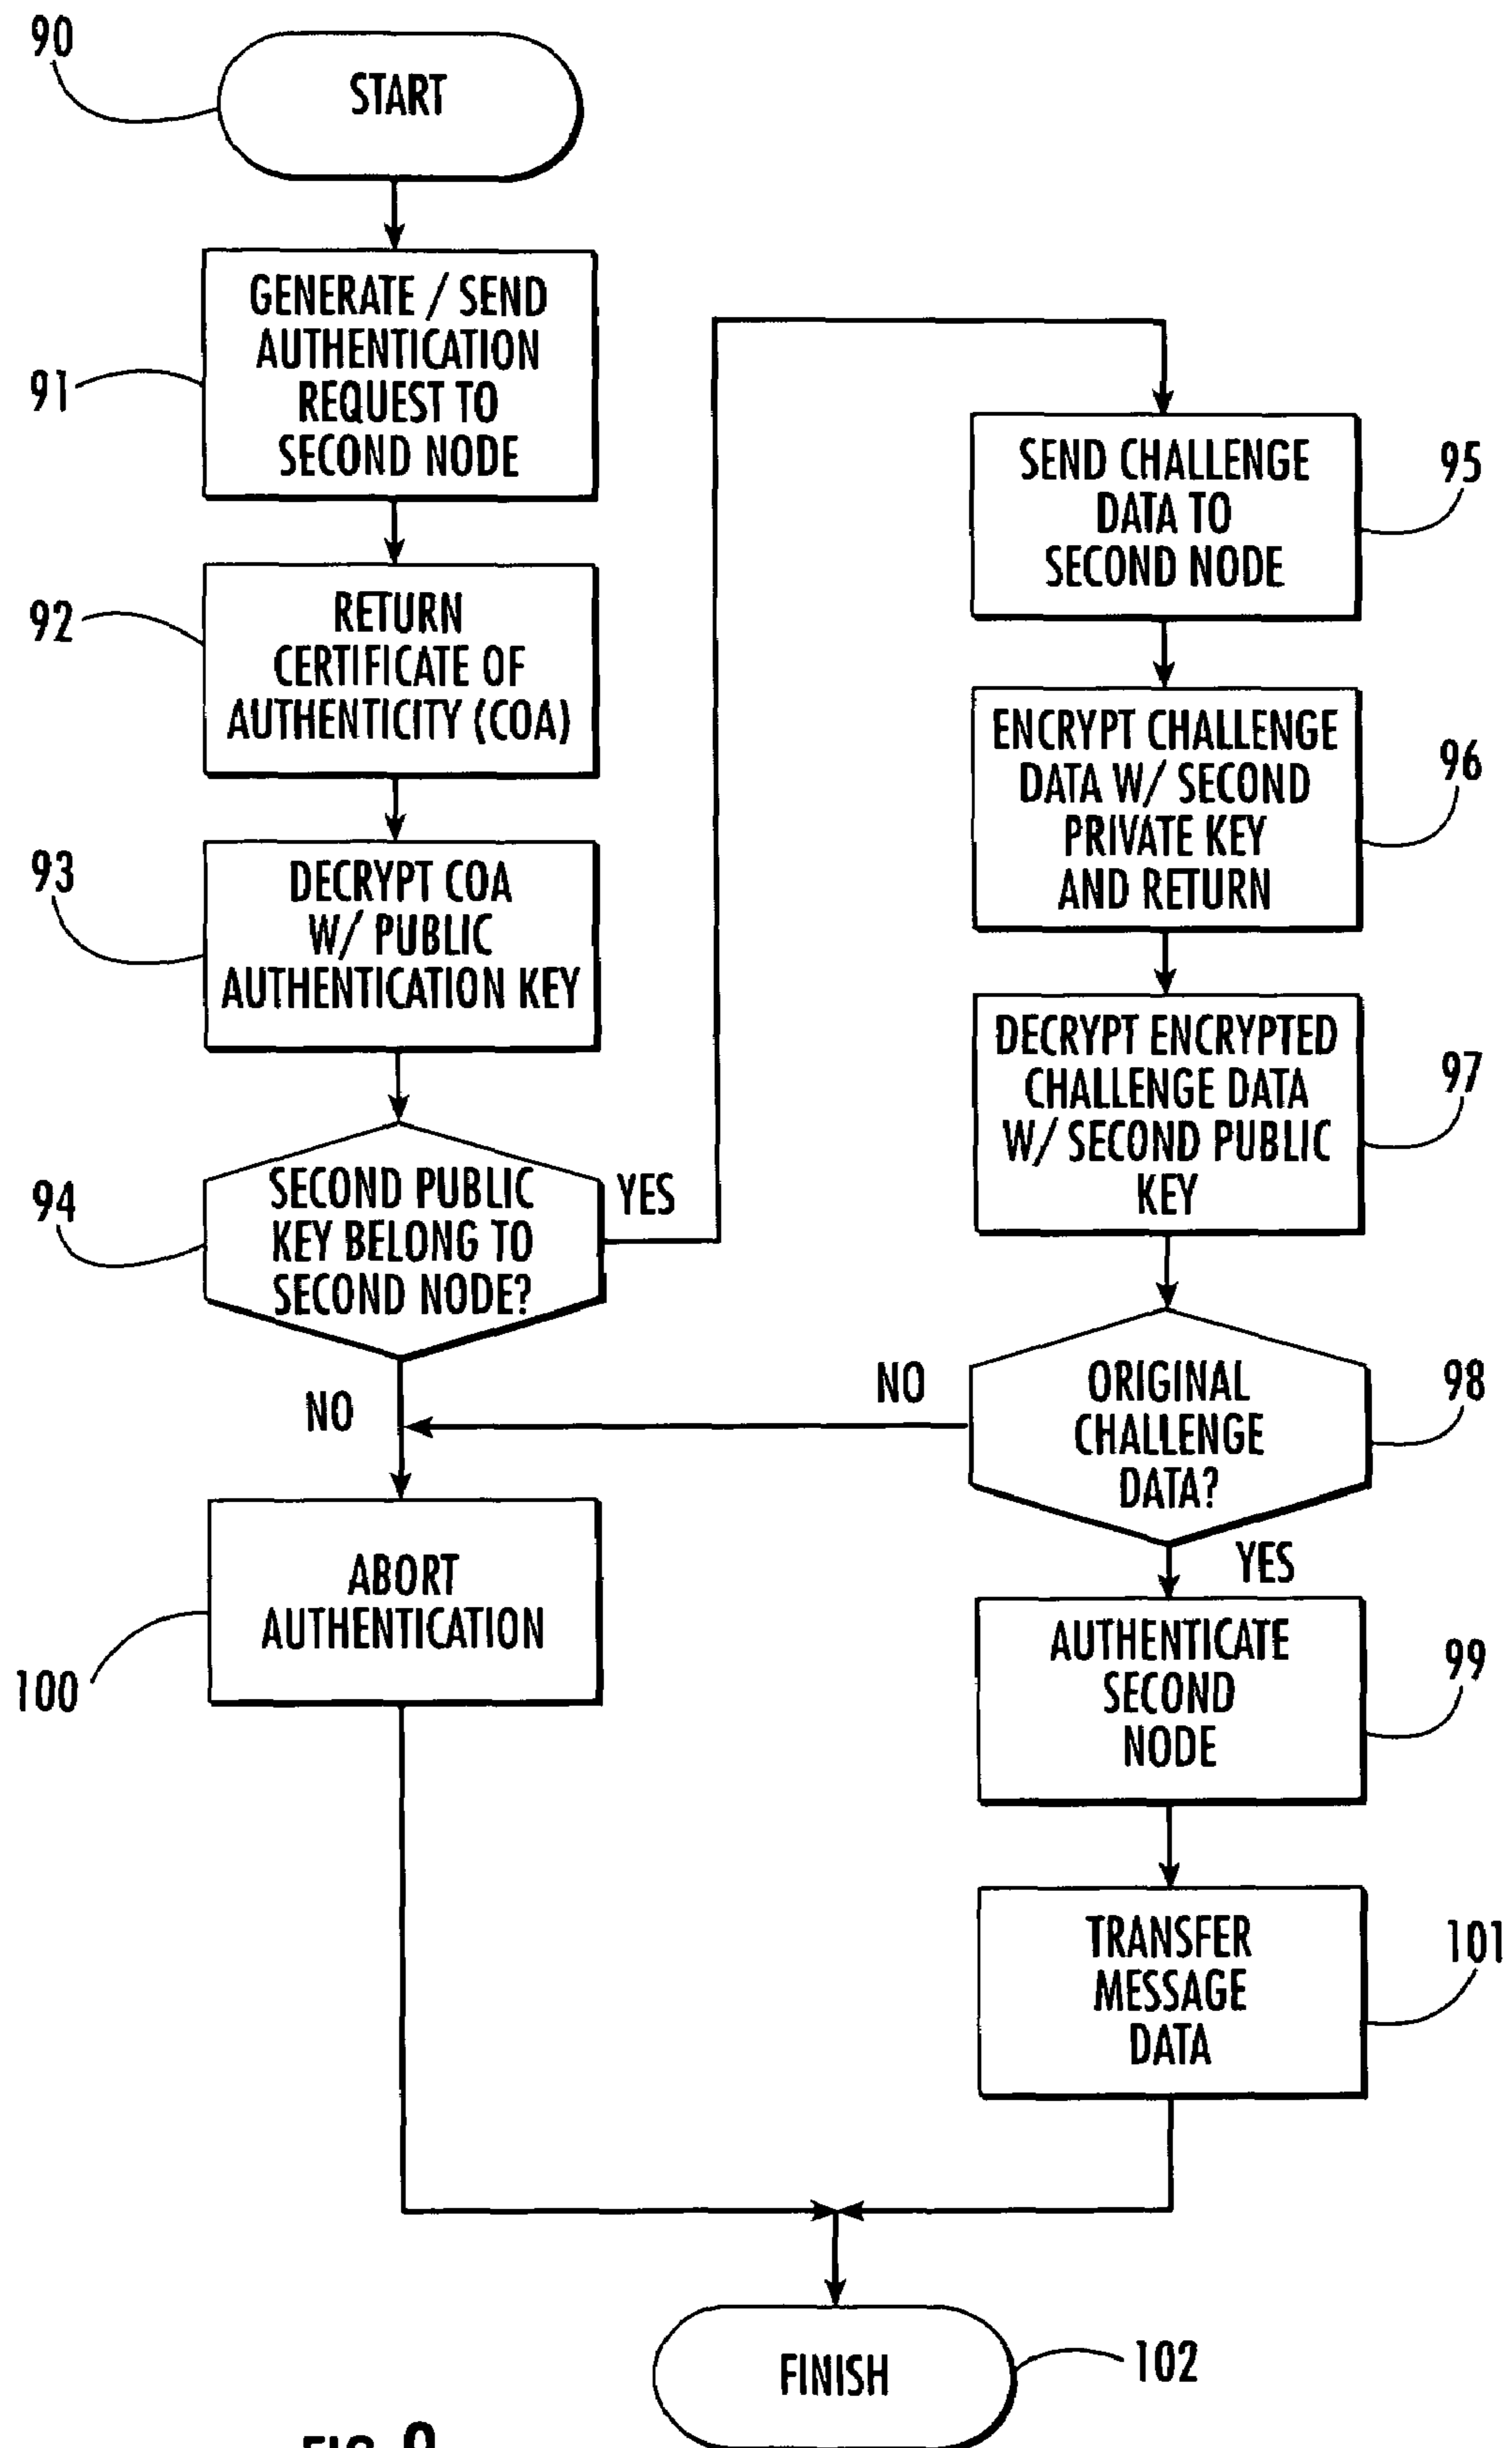 90
START
91
GENERATE / SEND
AUTHENTICATION
REQUEST TO
SECOND NODE
92
RETURN
CERTIFICATE OF
AUTHENTICITY (COA)
93
DECRYPT COA
W/ PUBLIC
AUTHENTICATION KEY
94
SECOND PUBLIC
KEY BELONG TO
SECOND NODE?
YES
NO
ABORT
AUTHENTICATION
100
SEND CHALLENGE
DATA TO
SECOND NODE
95
ENCRYPT CHALLENGE
DATA W/ SECOND
PRIVATE KEY
AND RETURN
96
DECRYPT ENCRYPTED
CHALLENGE DATA
W/ SECOND PUBLIC
KEY
97
NO
ORIGINAL
CHALLENGE
DATA?
98
YES
AUTHENTICATE
SECOND
NODE
99
TRANSFER
MESSAGE
DATA
101
FINISH
102